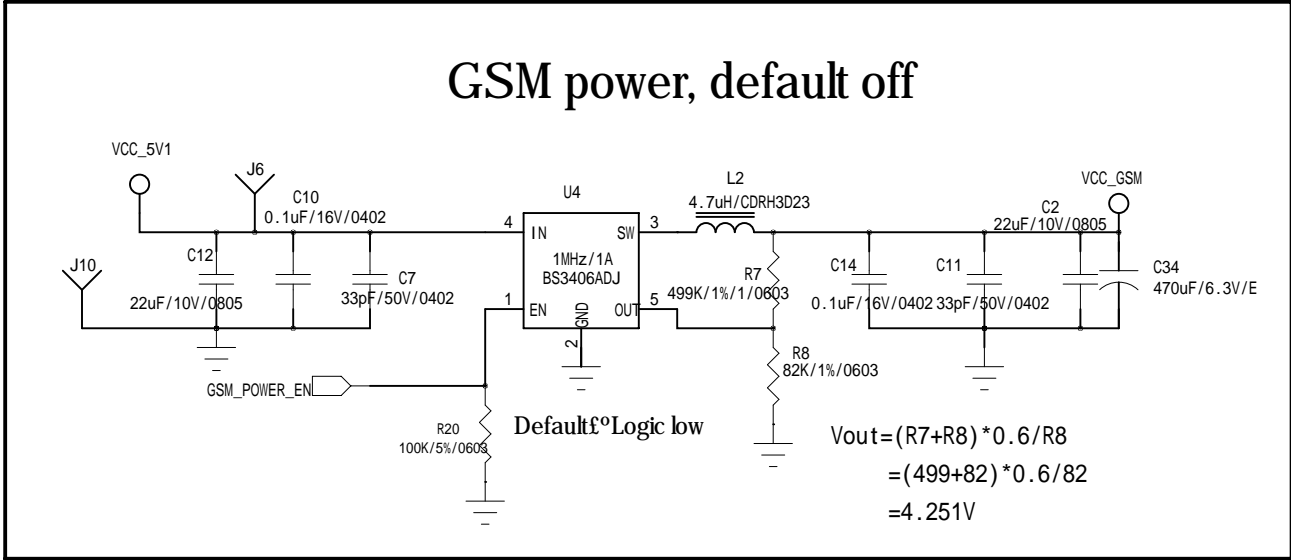 GSM power, default off
VCC_5V1
J6
C10
0.1uF/16V/0402
U4
L2
4.7uH/CDRH3D23
VCC_GSM
C2
22uF/10V/0805
4
IN
SW
3
1MHz/1A
BS3406ADJ
J10
C12
22uF/10V/0805
C7
33pF/50V/0402
1
EN
GND
2
OUT
5
R7
499K/1%/1/0603
C14
0.1uF/16V/0402
C11
33pF/50V/0402
C34
470uF/6.3V/E
R8
82K/1%/0603
GSM_POWER_EN
R20
100K/5%/0603
Default£ºLogic low
Vout=(R7+R8)*0.6/R8
=(499+82)*0.6/82
=4.251V